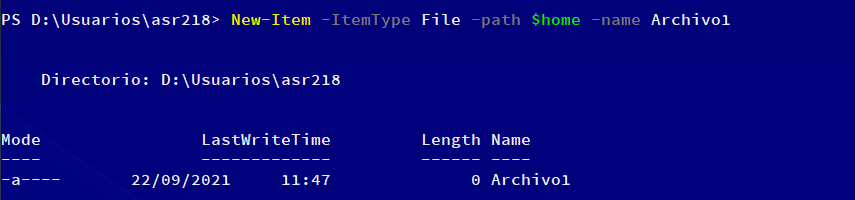 PS D:\Usuarios\asr218> New-Item -ItemType File -path $home -name Archivo1
Directorio: D:\Usuarios\asr218
Mode LastWriteTime Length Name
---- ------------- ------ ----
-a---- 22/09/2021 11:47 0 Archivo1